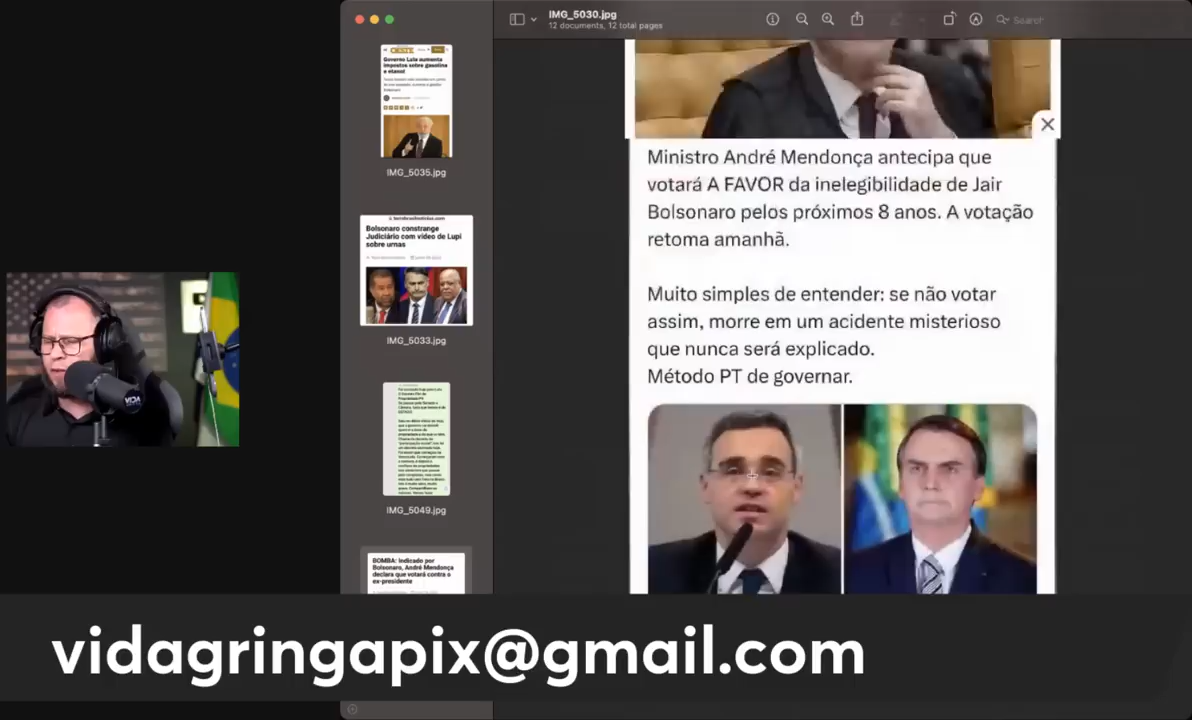 IMG_5030.jpg
12 documents, 12 total pages
Search
Governo Lula aumenta
impostos sobre gasolina
e etanol
IMG_5035.jpg
Bolsonaro constrange
Judiciário com vídeo de Lupi
sobre urnas
IMG_5033.jpg
IMG_5049.jpg
BOMBA: Indicado por
Bolsonaro, André Mendonça
declara que votará contra o
ex-presidente
Ministro André Mendonça antecipa que
votará A FAVOR da inelegibilidade de Jair
Bolsonaro pelos próximos 8 anos. A votação
retoma amanhã.
Muito simples de entender: se não votar
assim, morre em um acidente misterioso
que nunca será explicado.
Método PT de governar.
VIDA
vidagringapix@gmail.com